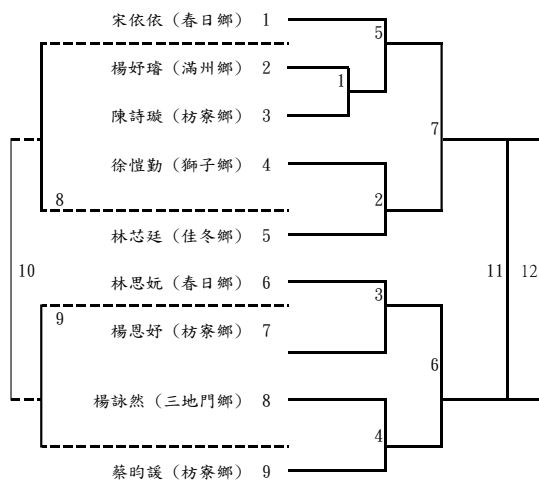 宋依依（春日鄉） 1
5
楊妤璿（滿州鄉） 2
1
陳詩璇（枋寮鄉） 3
7
徐愷勤（獅子鄉） 4
8
2
林芯廷（佳冬鄉） 5
10
11
12
林思妧（春日鄉） 6
3
9
楊恩妤（枋寮鄉） 7
6
楊詠然（三地門鄉） 8
4
蔡昀諼（枋寮鄉） 9